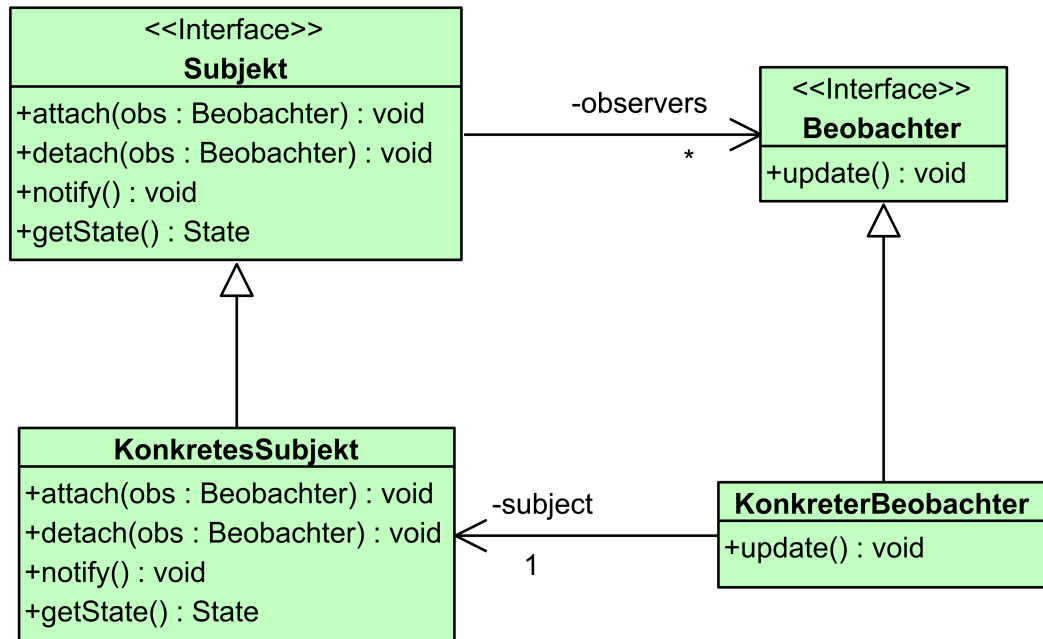 <<Interface>>
Subjekt
+attach(obs : Beobachter) : void
+detach(obs : Beobachter) : void
+notify() : void
+getState() : State
-observers
*
<<Interface>>
Beobachter
+update() : void
KonkretesSubjekt
+attach(obs : Beobachter) : void
+detach(obs : Beobachter) : void
+notify() : void
+getState() : State
-subject
1
KonkreterBeobachter
+update() : void